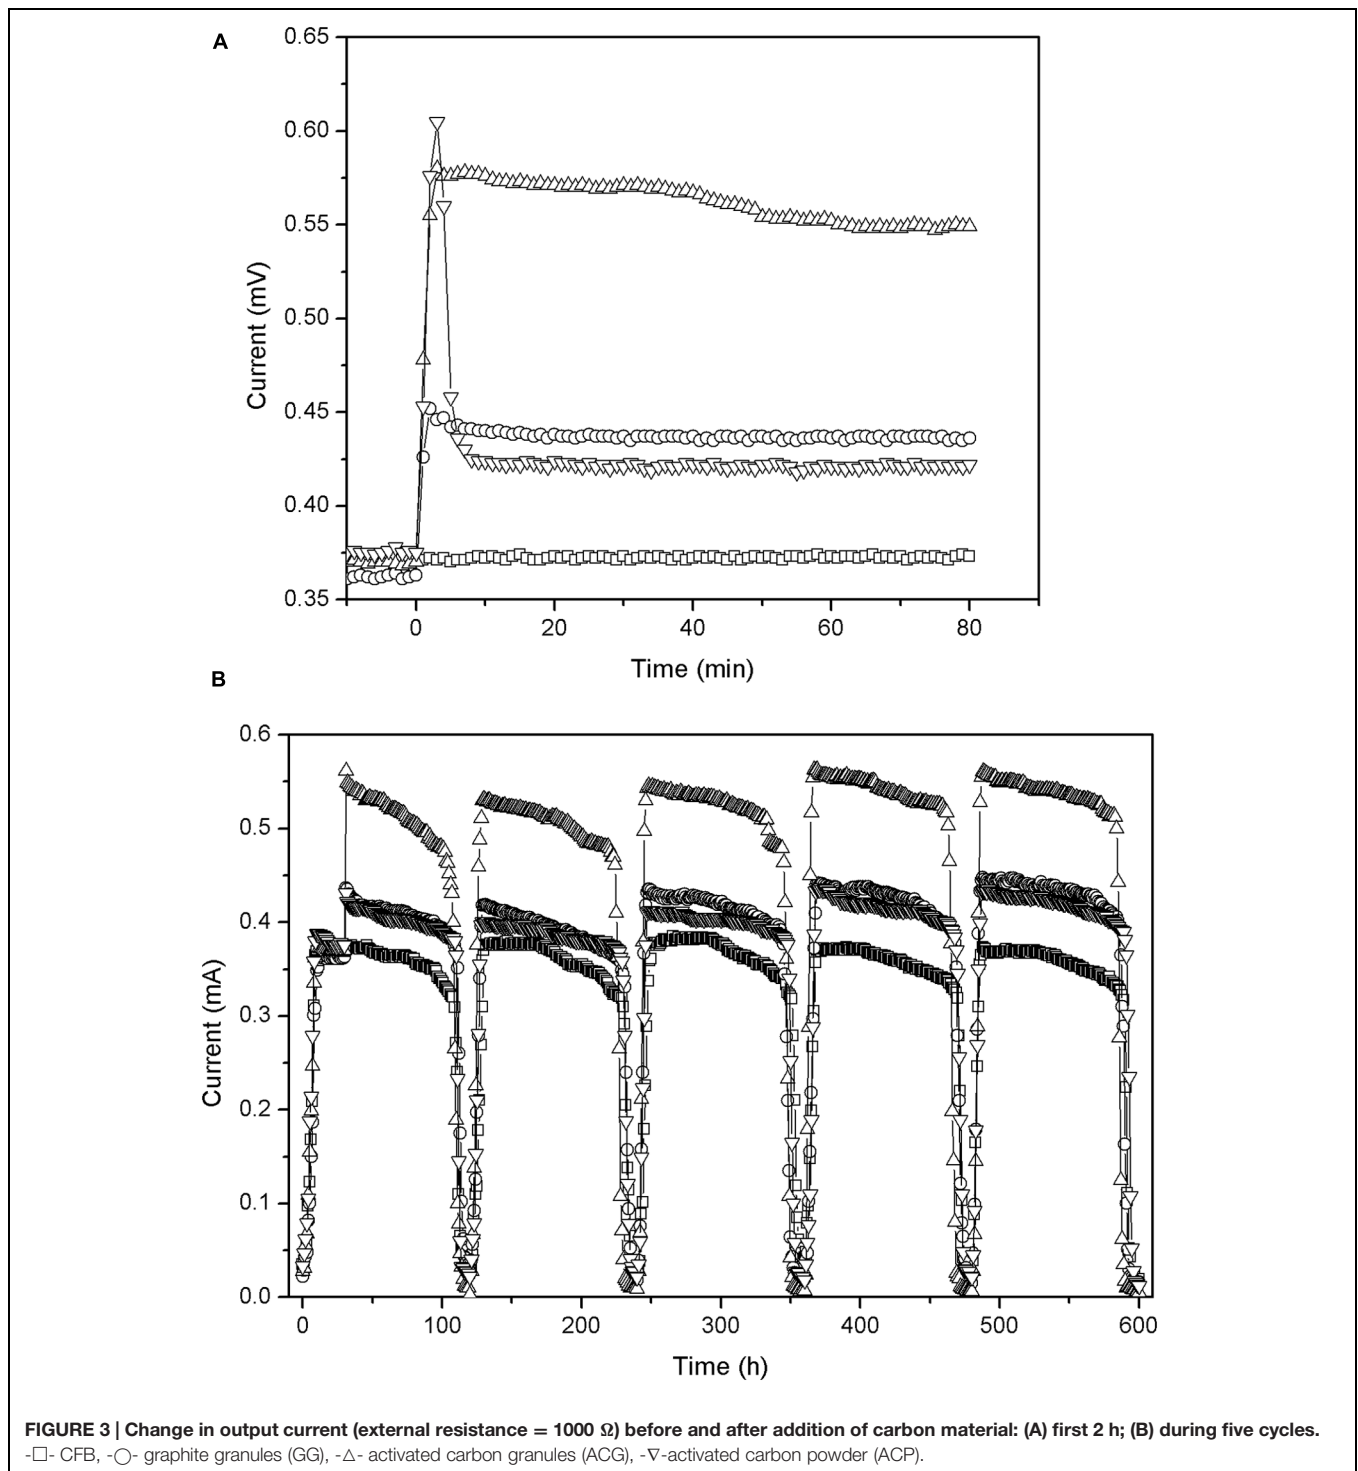 A
0.65
0.60
0.55
0.50
0.45
0.40
0.35
Current (mV)
0 20 40 60 80
Time (min)
B
0.6
0.5
0.4
0.3
0.2
0.1
0.0
Current (mA)
0 100 200 300 400 500 600
Time (h)
FIGURE 3 | Change in output current (external resistance = 1000 Ω) before and after addition of carbon material: (A) first 2 h; (B) during five cycles.
-□- CFB, -○- graphite granules (GG), -△- activated carbon granules (ACG), -▽-activated carbon powder (ACP).